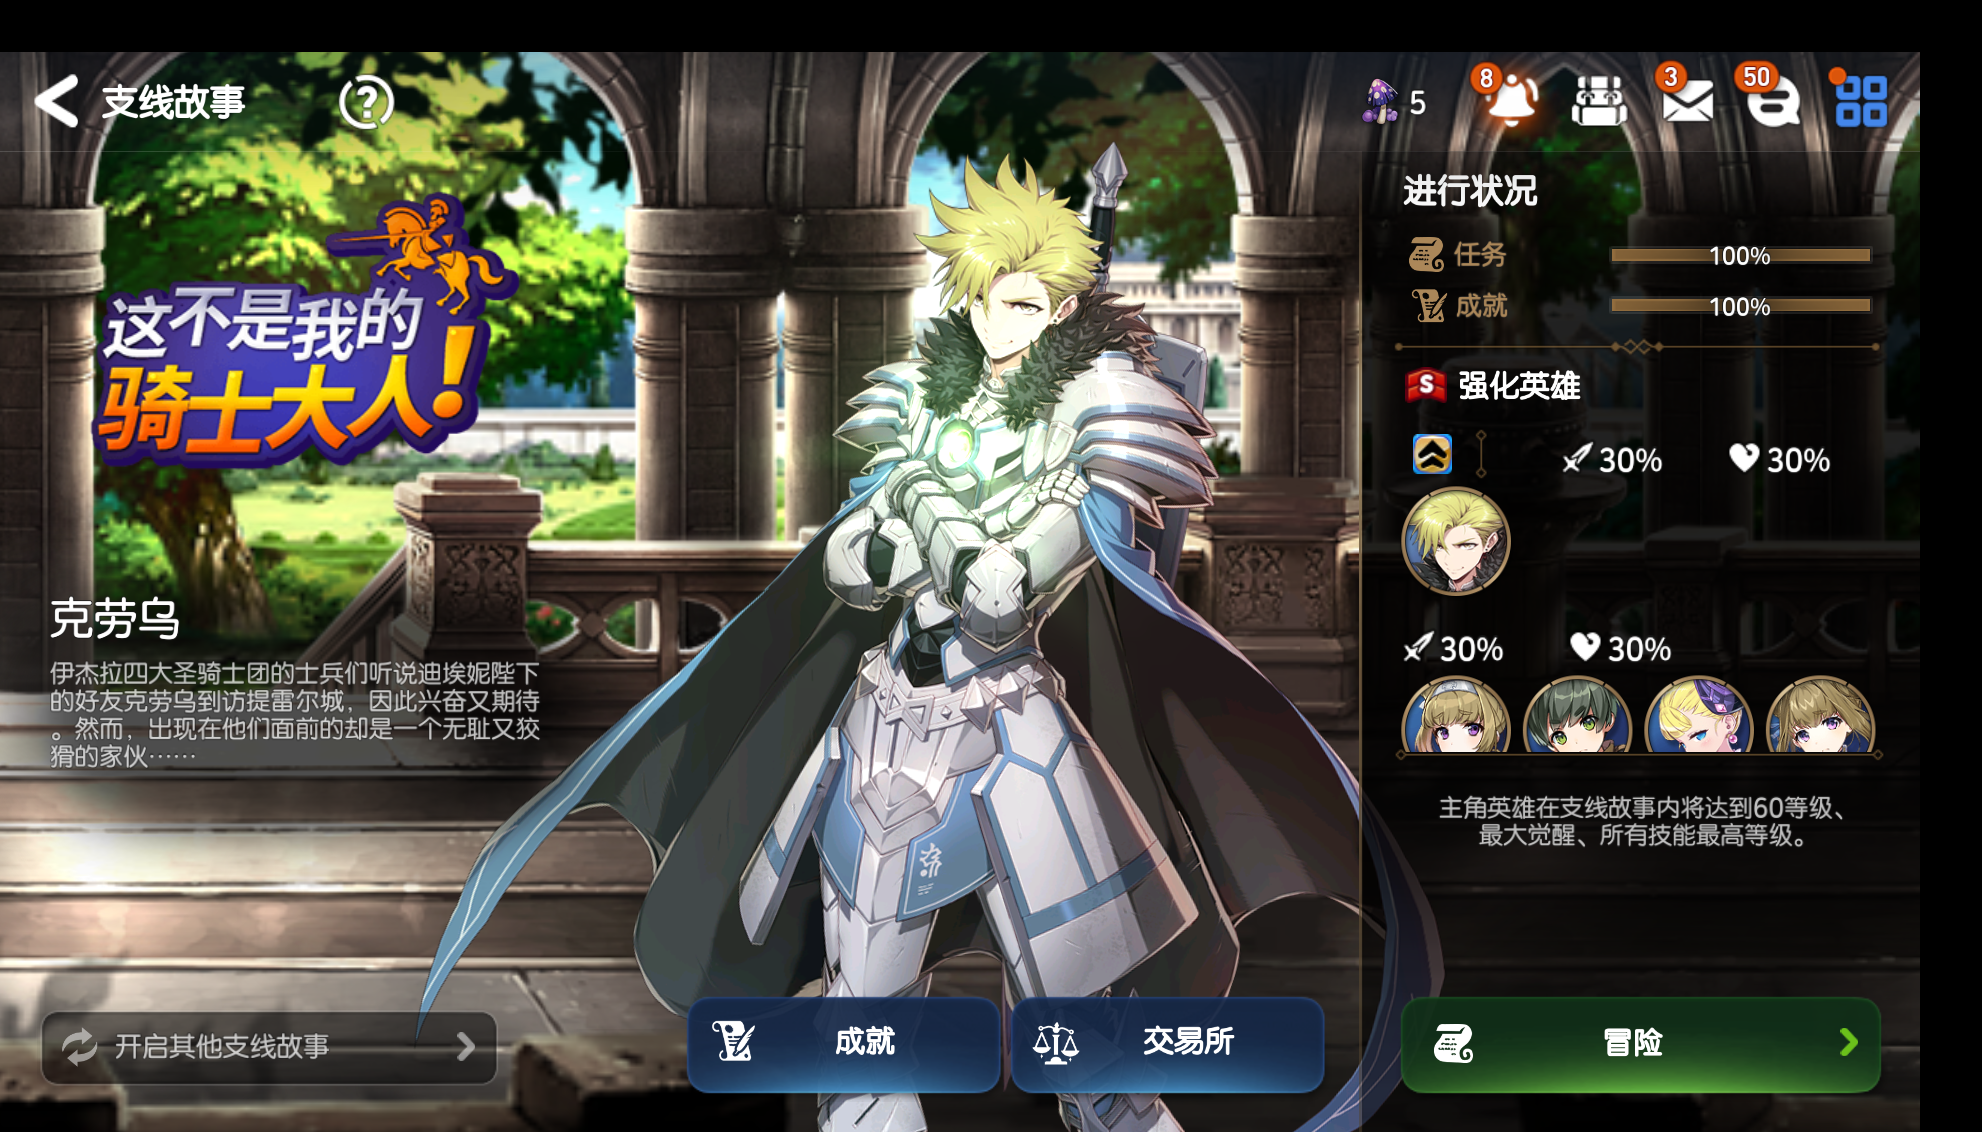 支线故事
?
5
8
3
50
这不是我的
骑士大人!
克劳乌
伊杰拉四大圣骑士团的士兵们听说迪埃妮陛下
的好友克劳乌到访提雷尔城，因此兴奋又期待
。然而，出现在他们面前的却是一个无耻又狡
猾的家伙……
开启其他支线故事
成就
交易所
进行状况
任务 100%
成就 100%
S 强化英雄
30% 30%
30% 30%
主角英雄在支线故事内将达到60等级、
最大觉醒、所有技能最高等级。
冒险